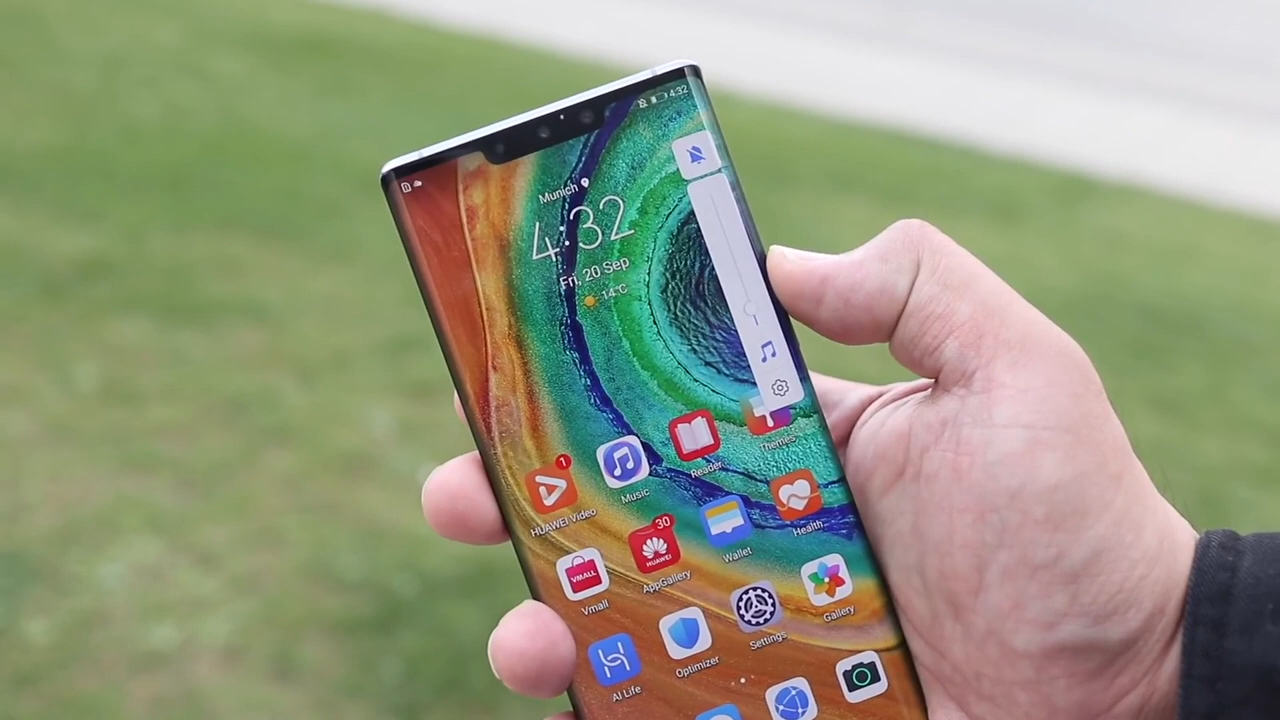 4:32
Munich
4:32
Fri, 20 Sep
14°C
Themes
Reader
1
Music
HUAWEI Video
Health
Wallet
30
HUAWEI
AppGallery
VMALL
Vmall
Gallery
Settings
Optimizer
AI Life